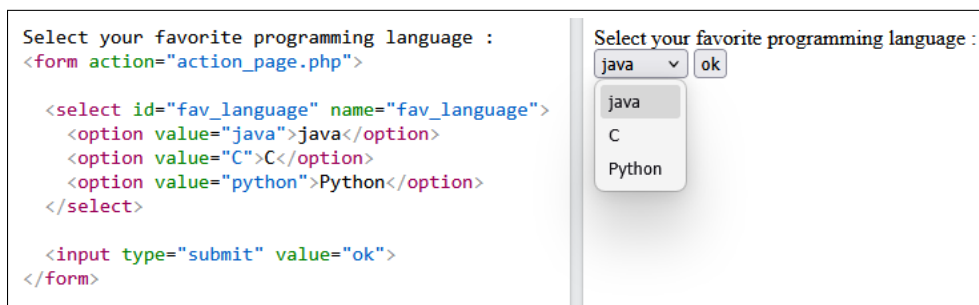 Select your favorite programming language :
<form action="action_page.php">
<select id="fav_language" name="fav_language">
<option value="java">java</option>
<option value="C">C</option>
<option value="python">Python</option>
</select>
<input type="submit" value="ok">
</form>
Select your favorite programming language :
java ok
java
C
Python